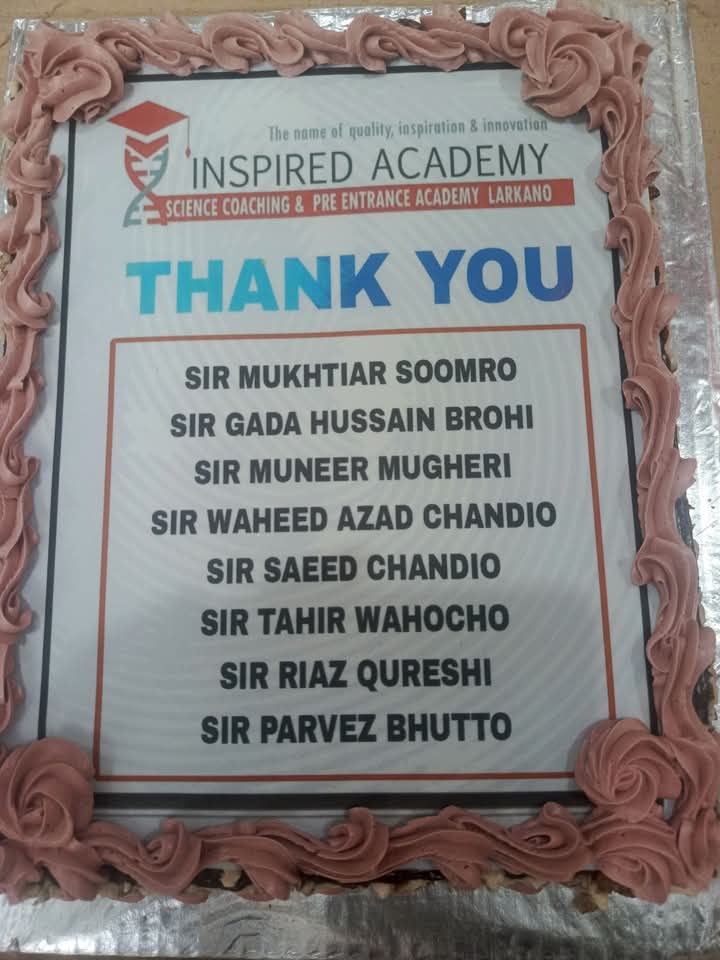 The name of quality, inspiration & innovation
INSPIRED ACADEMY
SCIENCE COACHING & PRE ENTRANCE ACADEMY LARKANO
THANK YOU
SIR MUKHTIAR SOOMRO
SIR GADA HUSSAIN BROHI
SIR MUNEER MUGHERI
SIR WAHEED AZAD CHANDIO
SIR SAEED CHANDIO
SIR TAHIR WAHOCHO
SIR RIAZ QURESHI
SIR PARVEZ BHUTTO